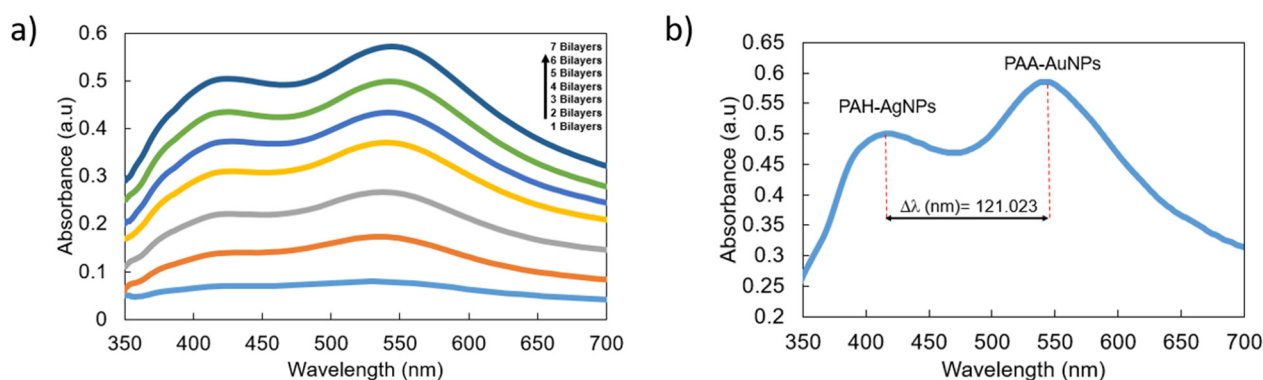 a)
0.6
0.5
0.4
0.3
0.2
0.1
0
Absorbance (a.u)
350 400 450 500 550 600 650 700
Wavelength (nm)
7 Bilayers
6 Bilayers
5 Bilayers
4 Bilayers
3 Bilayers
2 Bilayers
1 Bilayers
b)
0.65
0.6
0.55
0.5
0.45
0.4
0.35
0.3
0.25
0.2
Absorbance (a.u)
PAA-AuNPs
PAH-AgNPs
Δλ (nm)= 121.023
350 400 450 500 550 600 650 700
Wavelength (nm)